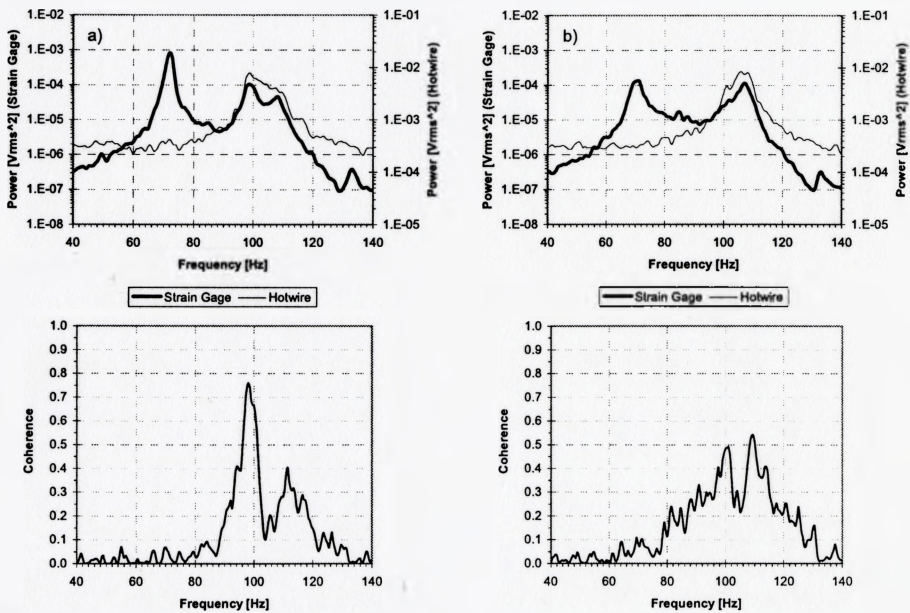 a)
Power [Vrms^2] (Strain Gage)
1.E-02
1.E-03
1.E-04
1.E-05
1.E-06
1.E-07
1.E-08
1.E-01
1.E-02
1.E-03
1.E-04
1.E-05
Power [Vrms^2] (Hotwire)
40 60 80 100 120 140
Frequency [Hz]
Strain Gage Hotwire
b)
Power [Vrms^2] (Strain Gage)
1.E-02
1.E-03
1.E-04
1.E-05
1.E-06
1.E-07
1.E-08
1.E-01
1.E-02
1.E-03
1.E-04
1.E-05
Power [Vrms^2] (Hotwire)
40 60 80 100 120 140
Frequency [Hz]
Strain Gage Hotwire
Coherence
1.0
0.9
0.8
0.7
0.6
0.5
0.4
0.3
0.2
0.1
0.0
40 60 80 100 120 140
Frequency [Hz]
Coherence
1.0
0.9
0.8
0.7
0.6
0.5
0.4
0.3
0.2
0.1
0.0
40 60 80 100 120 140
Frequency [Hz]